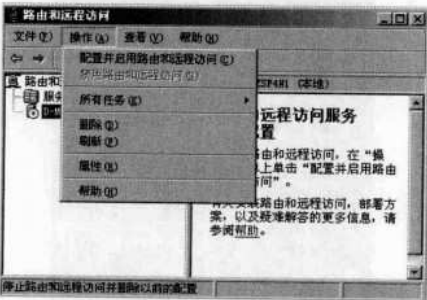 路由和远程访问
文件(F) 操作(A) 查看(V) 帮助(H)
配置并启用路由和远程访问(C)
禁用路由和远程访问(D)
所有任务(K)
删除(D)
刷新(F)
属性(R)
帮助(H)
路由和
服务
(本地)
远程访问服务
置
由和远程访问,在“操
上单击“配置并启用路由
问”。
路由和远程访问,部署方
案,以及疑难解答的更多信息,请
参阅帮助。
停止路由和远程访问并删除以前的配置